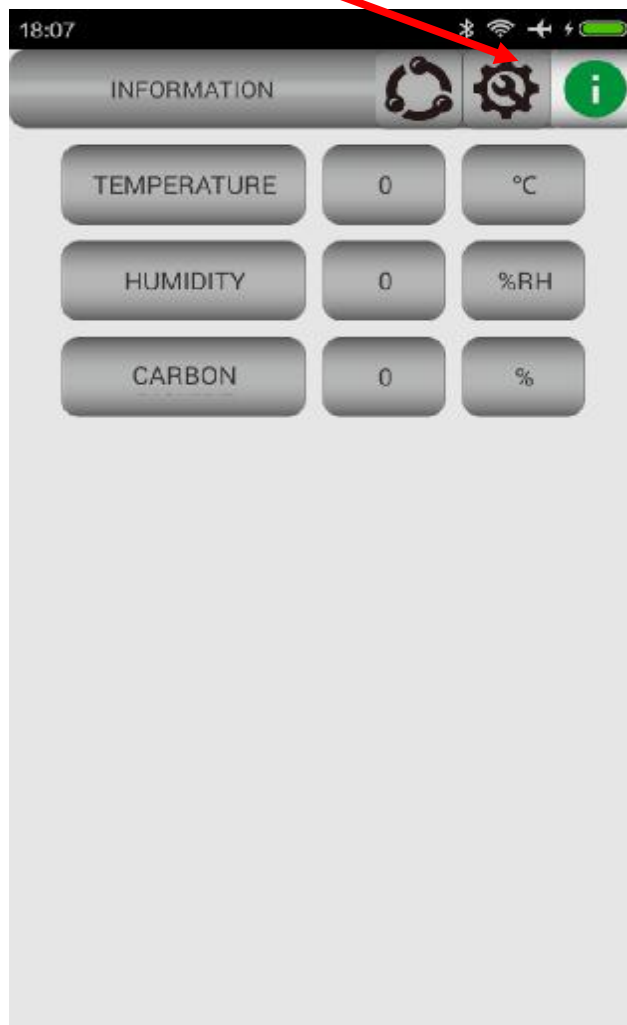 18:07
INFORMATION i
TEMPERATURE 0 °C
HUMIDITY 0 %RH
CARBON 0 %